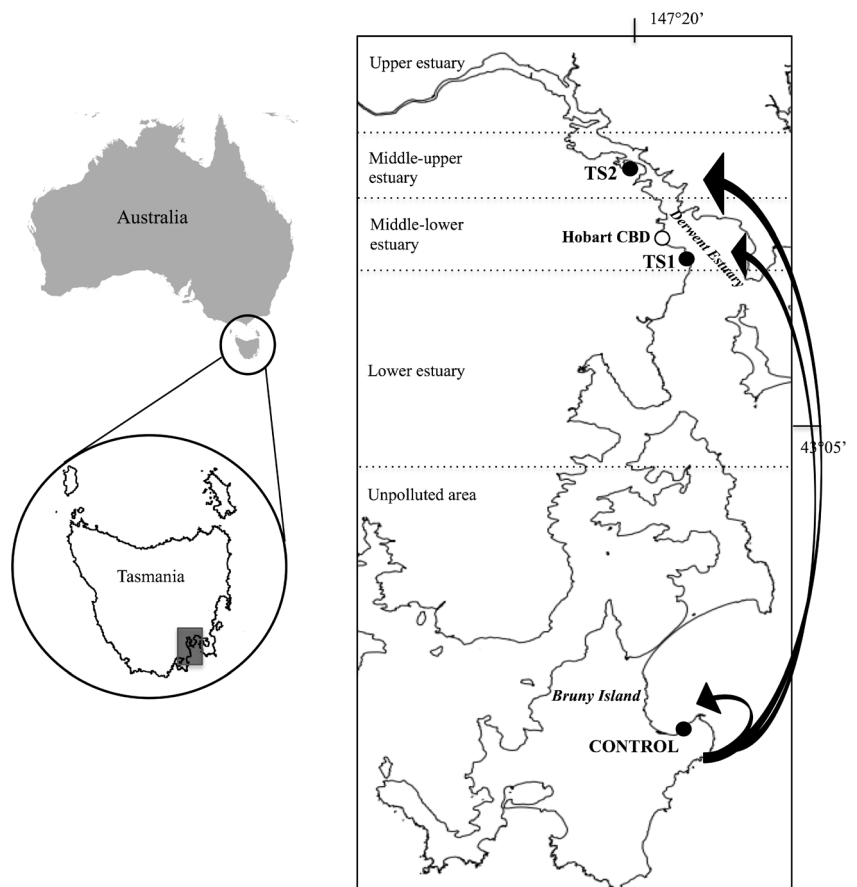 147°20’
Upper estuary
Middle-upper
estuary
TS2
Australia
Middle-lower
estuary
Derwent Estuary
Hobart CBD
TS1
Lower estuary
43°05’
Unpolluted area
Tasmania
Bruny Island
CONTROL